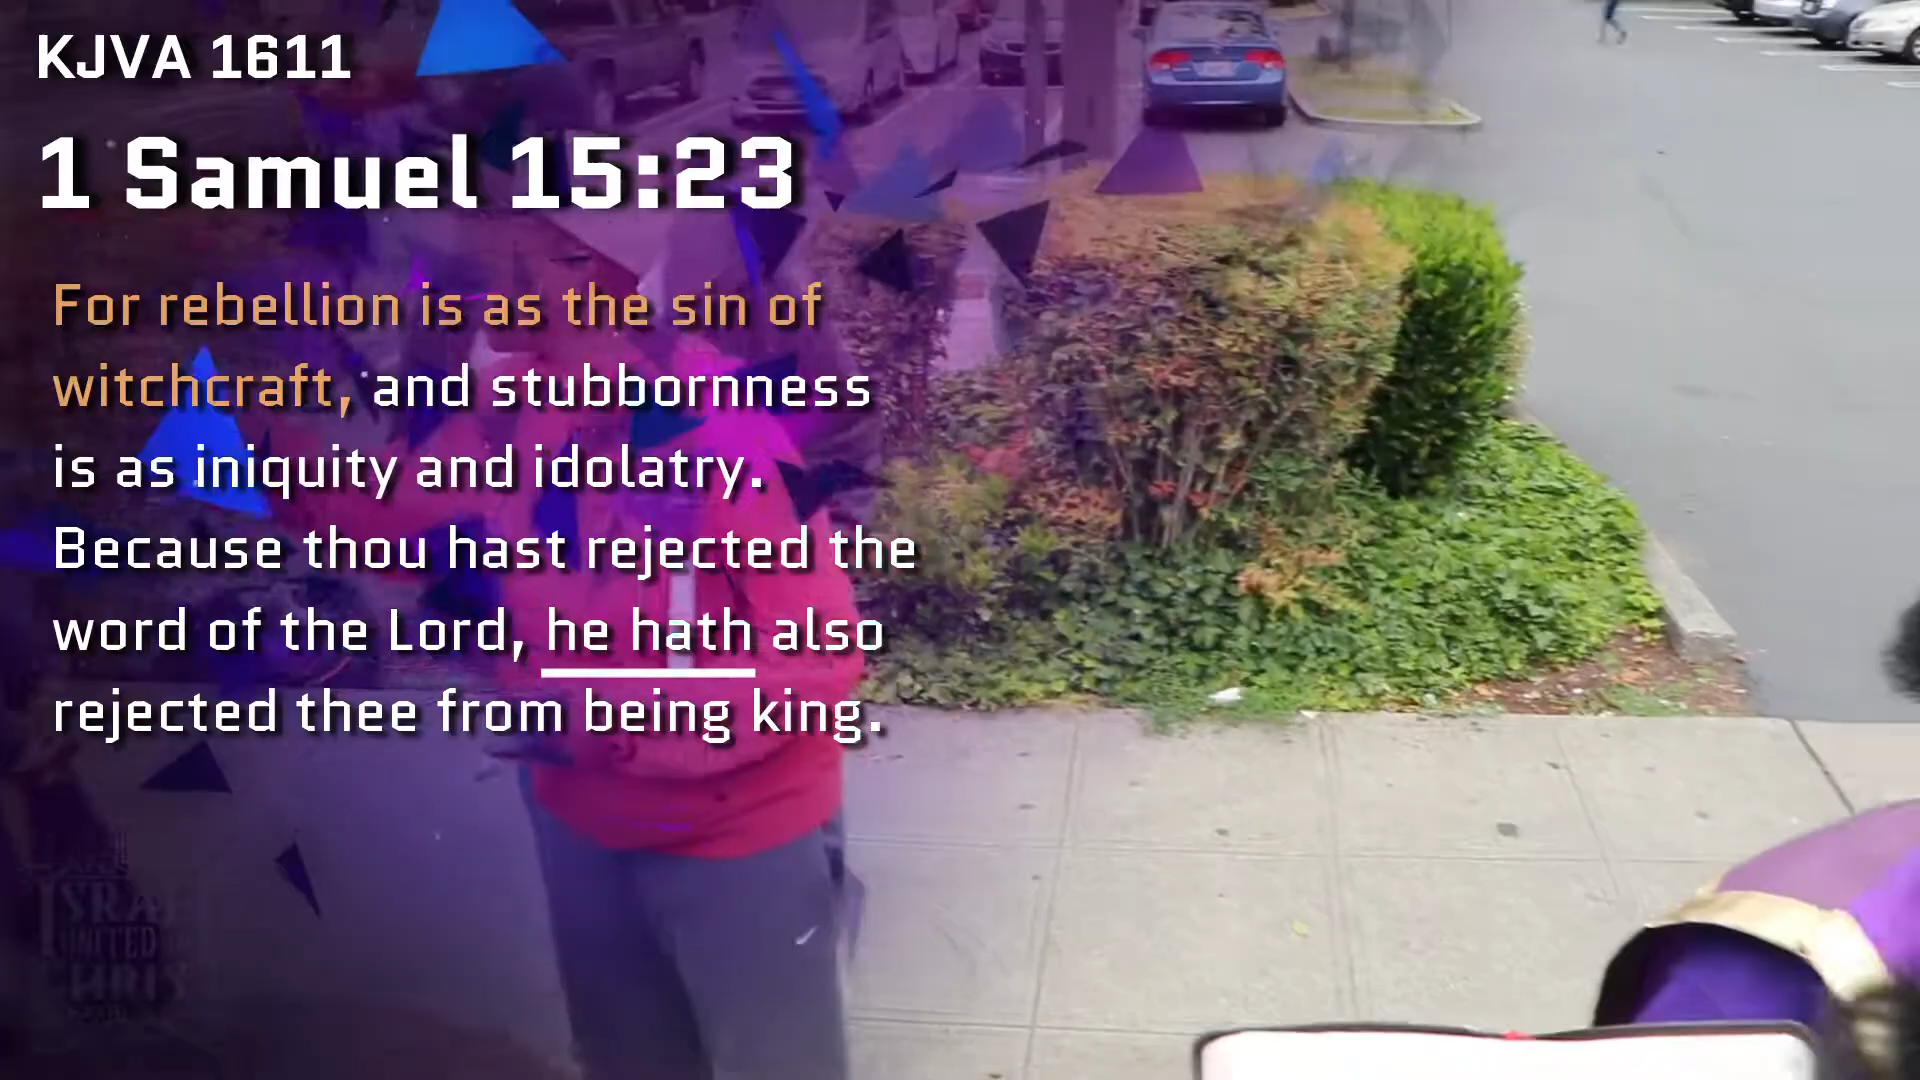 KJVA 1611
1 Samuel 15:23
For rebellion is as the sin of
witchcraft, and stubbornness
is as iniquity and idolatry.
Because thou hast rejected the
word of the Lord, he hath also
rejected thee from being king.
UNITED